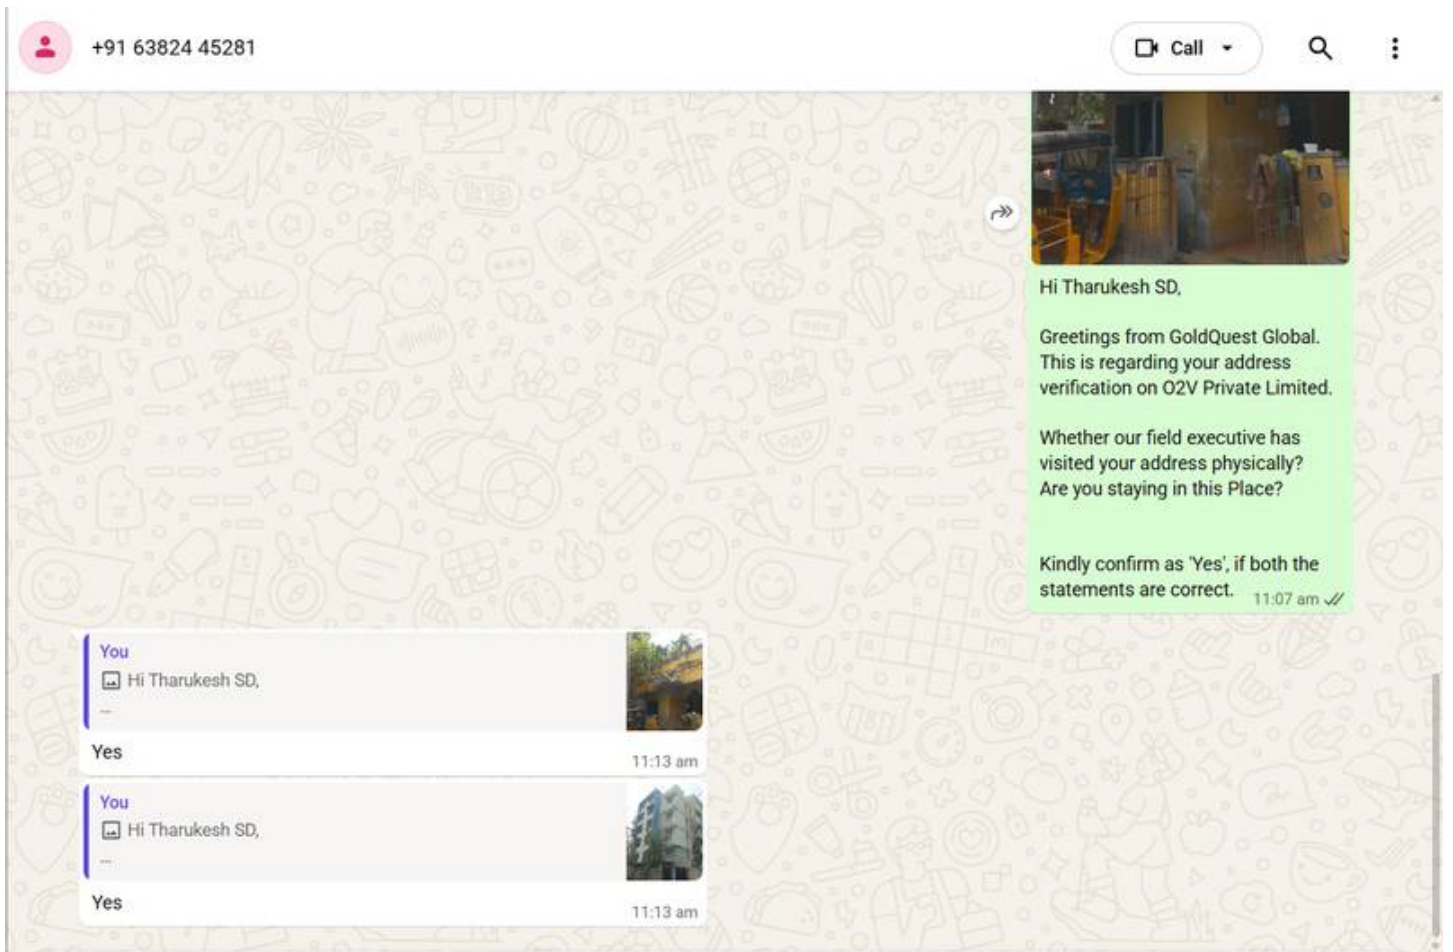 +91 63824 45281
Call
Hi Tharukesh SD,
Greetings from GoldQuest Global.
This is regarding your address
verification on O2V Private Limited.
Whether our field executive has
visited your address physically?
Are you staying in this Place?
Kindly confirm as 'Yes', if both the
statements are correct.
11:07 am
You
Hi Tharukesh SD,
...
Yes
11:13 am
You
Hi Tharukesh SD,
...
Yes
11:13 am